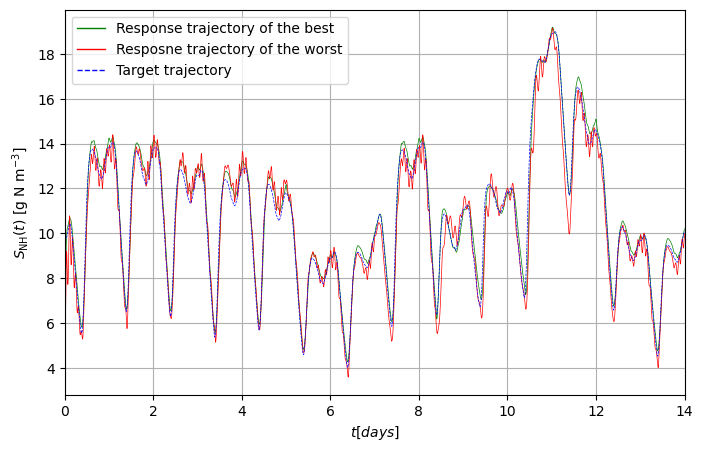 Response trajectory of the best
Resposne trajectory of the worst
Target trajectory
18
16
14
12
10
8
6
4
s_NH(t) [g N m⁻³]
0 2 4 6 8 10 12 14
t[days]